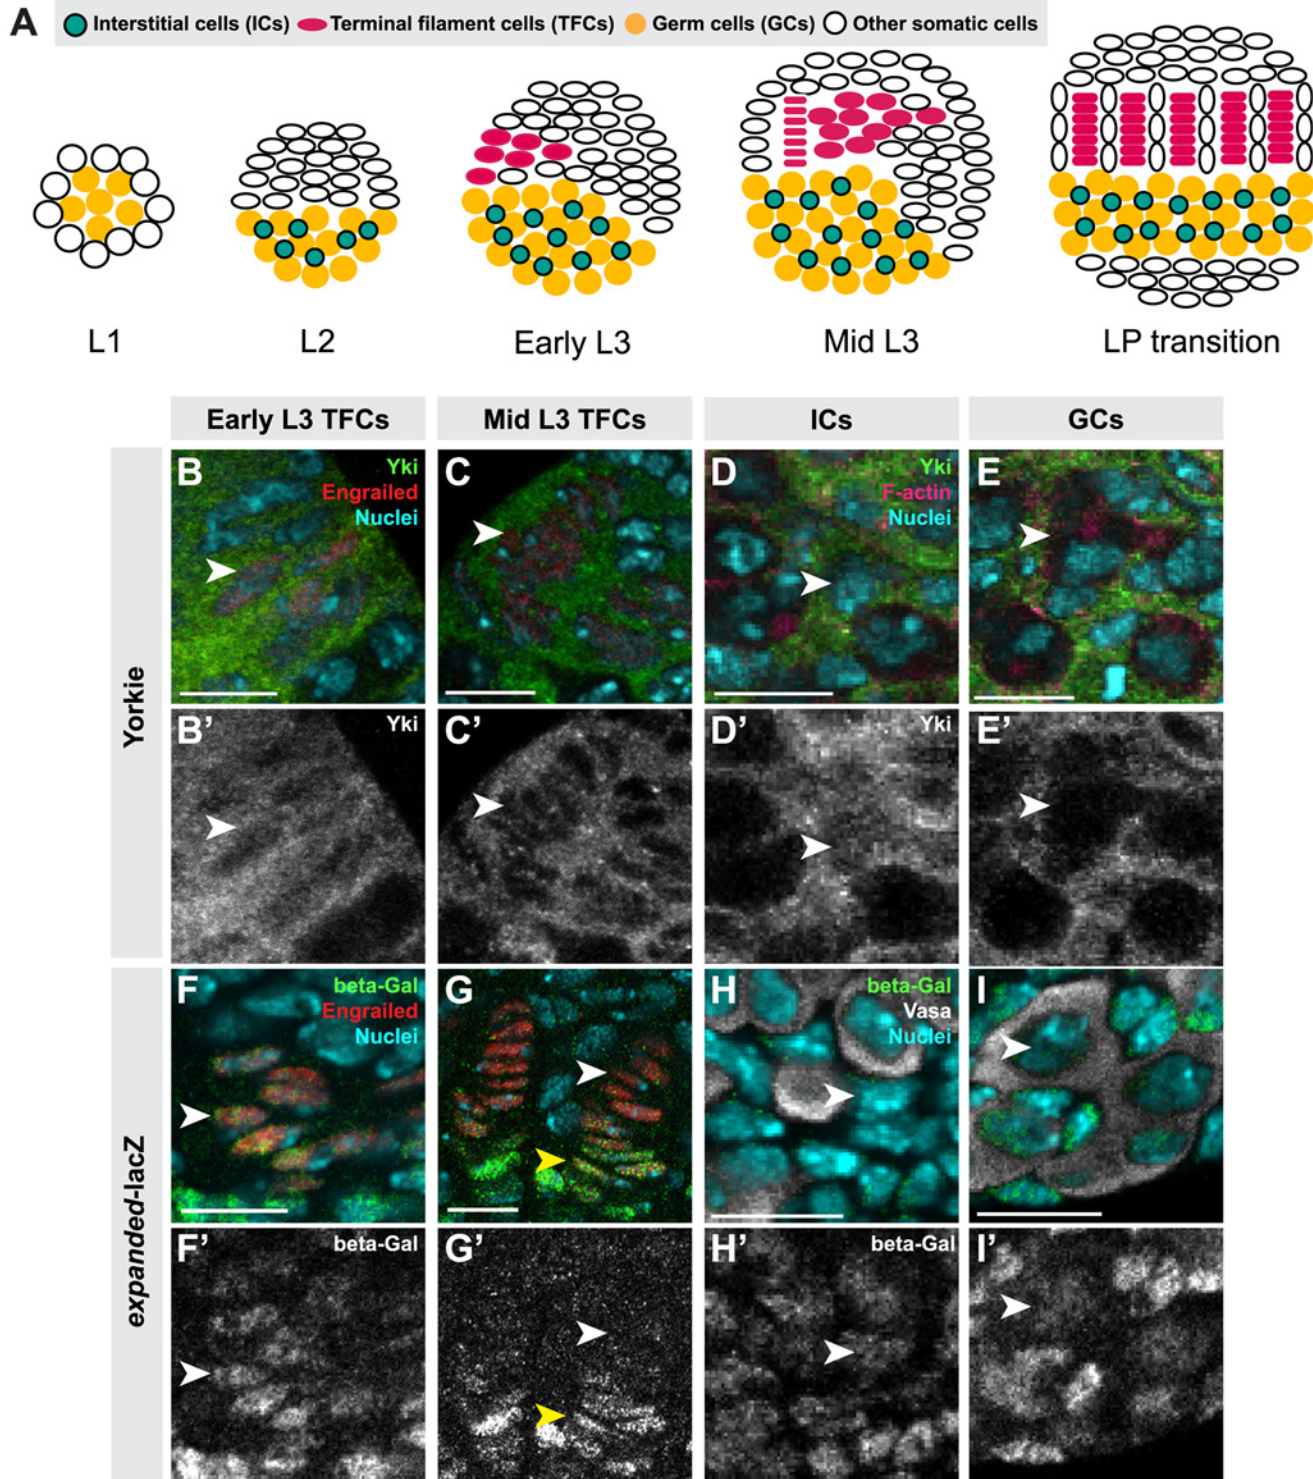 A
Interstitial cells (ICs) Terminal filament cells (TFCs) Germ cells (GCs) Other somatic cells
L1 L2 Early L3 Mid L3 LP transition
Early L3 TFCs Mid L3 TFCs ICs GCs
Yorkie
B Yki
Engrailed
Nuclei
C
D Yki
F-actin
Nuclei
E
B’ Yki
C’
D’
E’
expanded-lacZ
F beta-Gal
Engrailed
Nuclei
G
H beta-Gal
Vasa
Nuclei
I
F’ beta-Gal
G’
H’ beta-Gal
I’